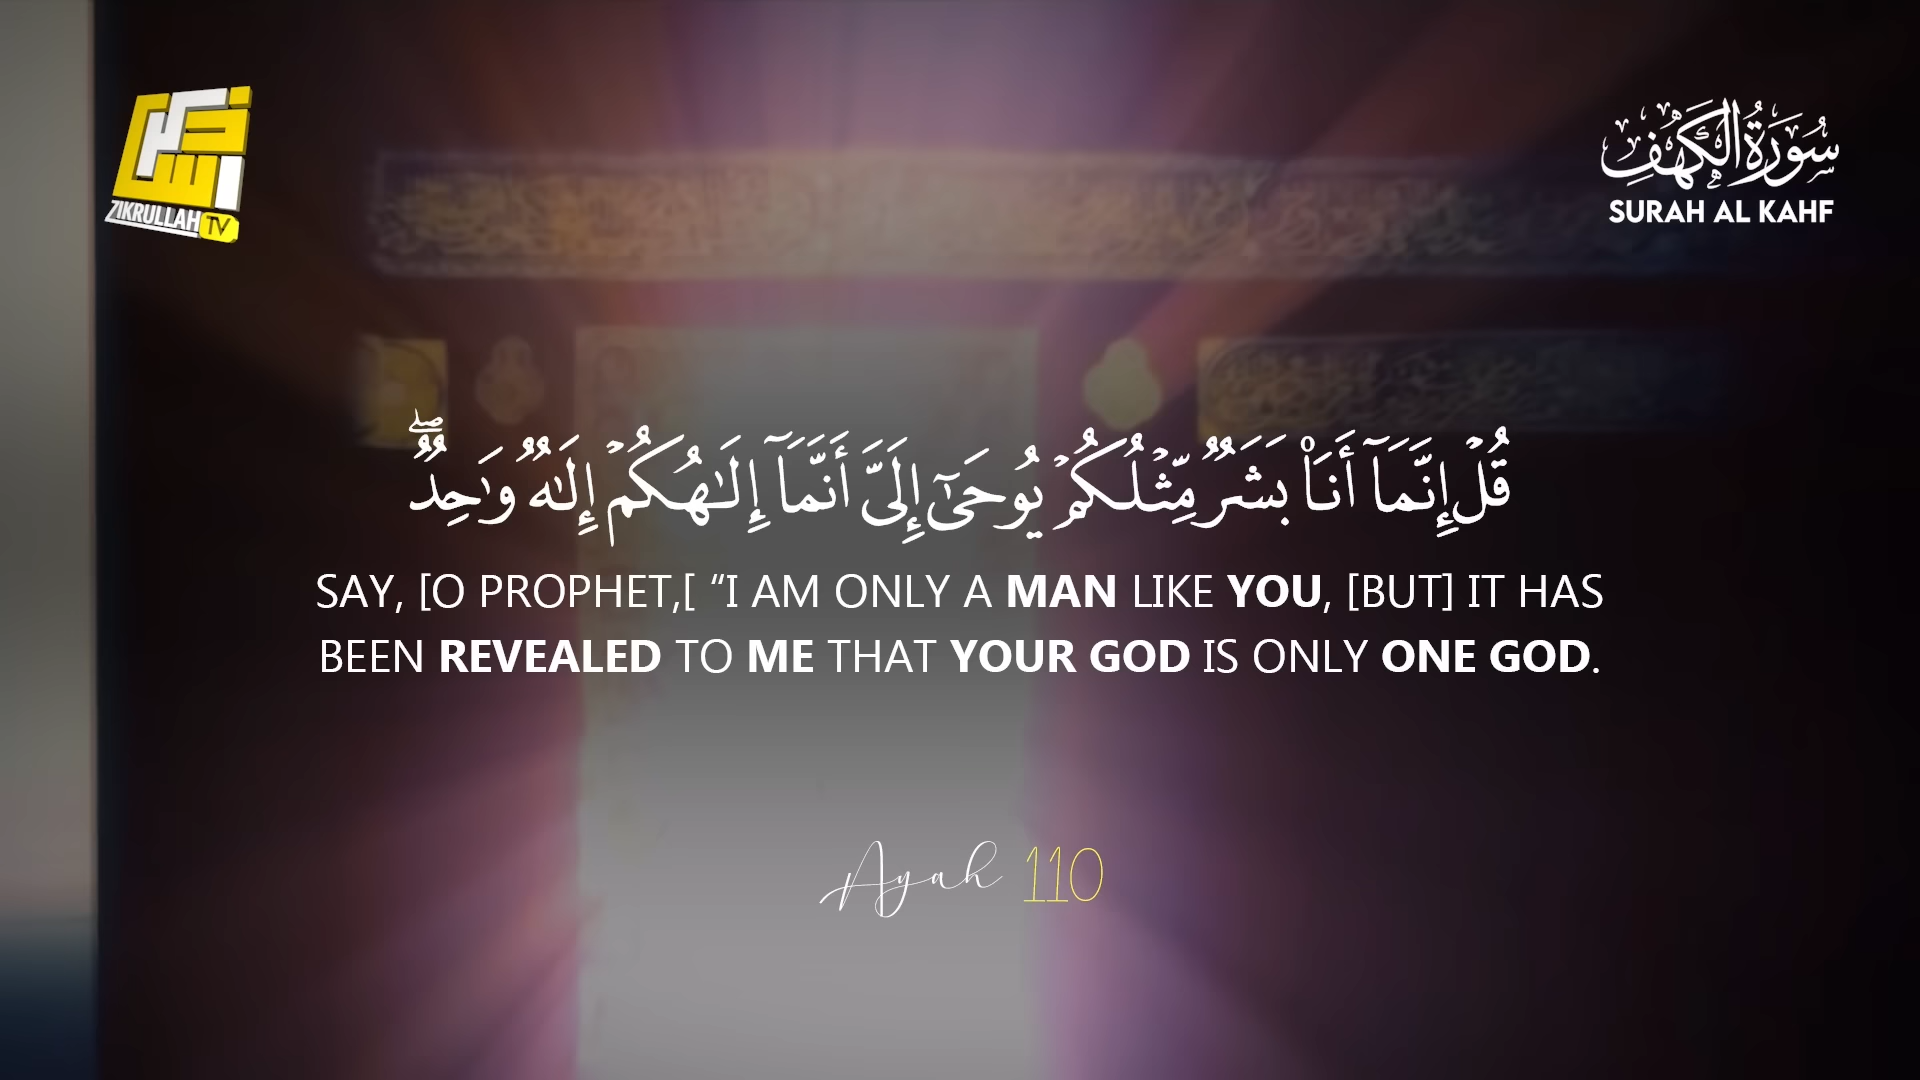 ZIKRULLAH TV
سُورَةُ الْكَهْفِ
SURAH AL KAHF
قُلۡ إِنَّمَآ أَنَا۠ بَشَرٞ مِّثۡلُكُمۡ يُوحَىٰٓ إِلَيَّ أَنَّمَآ إِلَٰهُكُمۡ إِلَٰهٞ وَٰحِدٞۖ
SAY, [O PROPHET,[ “I AM ONLY A MAN LIKE YOU, [BUT] IT HAS
BEEN REVEALED TO ME THAT YOUR GOD IS ONLY ONE GOD.
Ayah 110